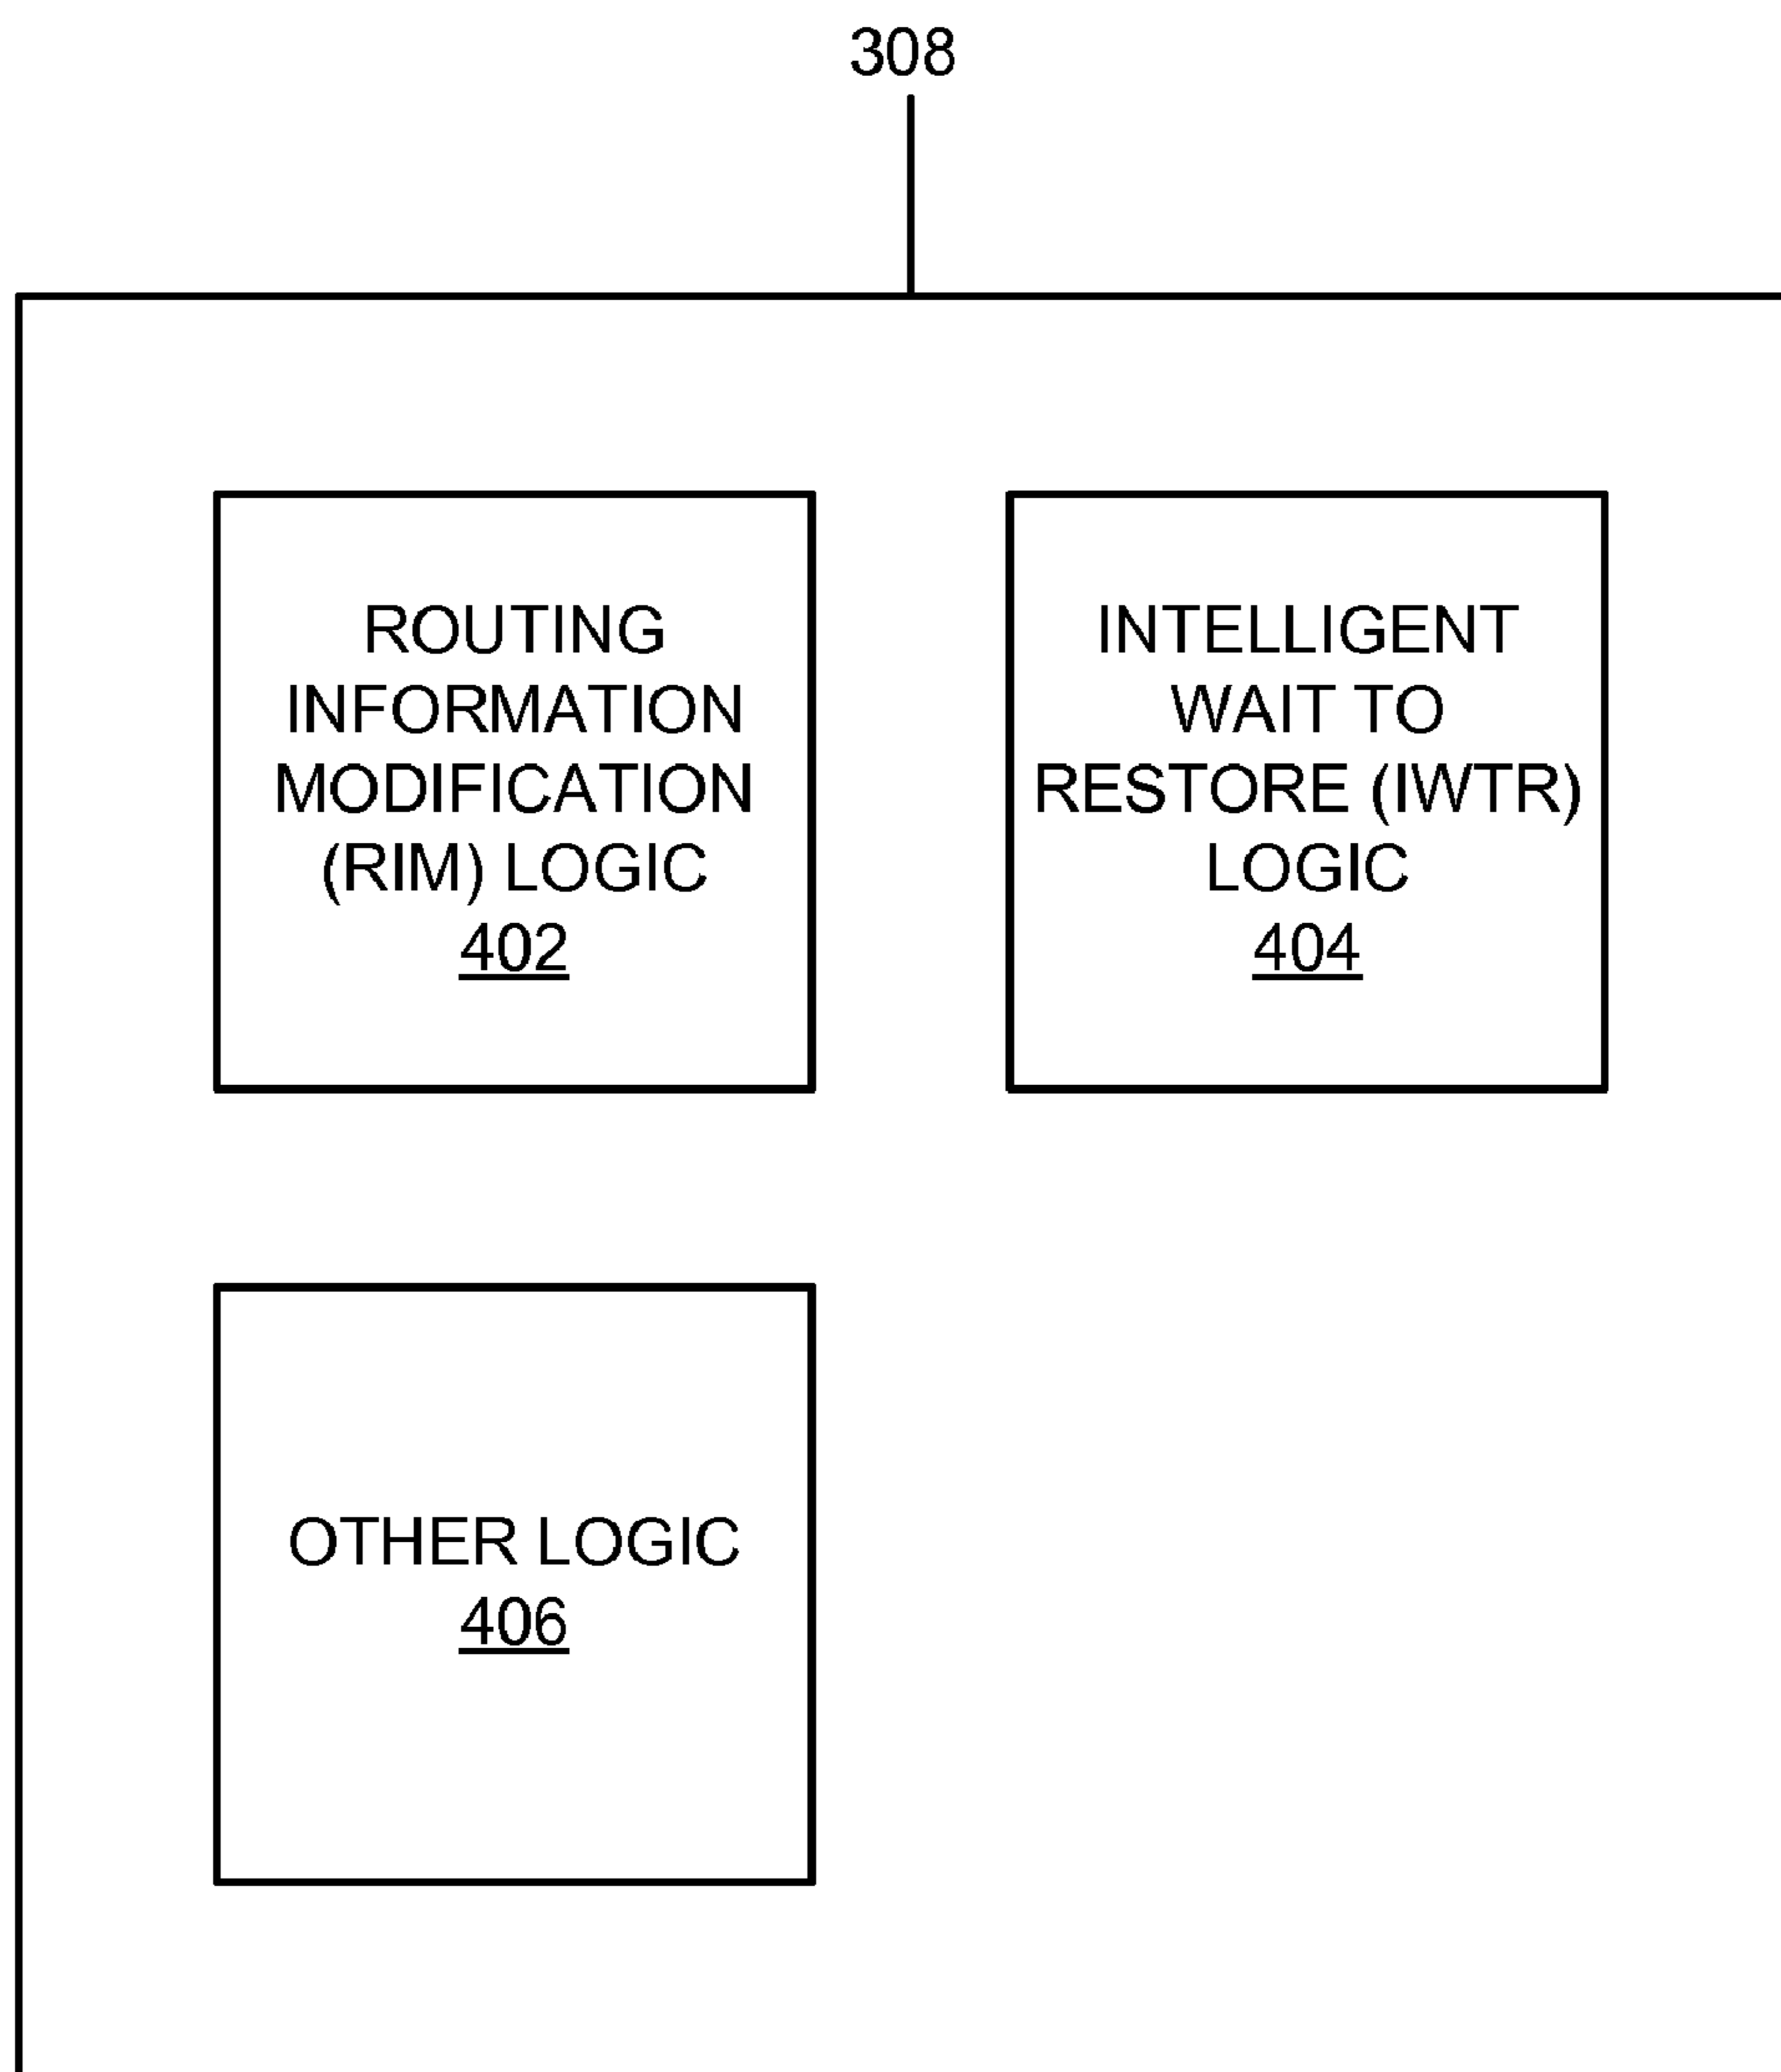 308
ROUTING
INFORMATION
MODIFICATION
(RIM) LOGIC
402
INTELLIGENT
WAIT TO
RESTORE (IWTR)
LOGIC
404
OTHER LOGIC
406